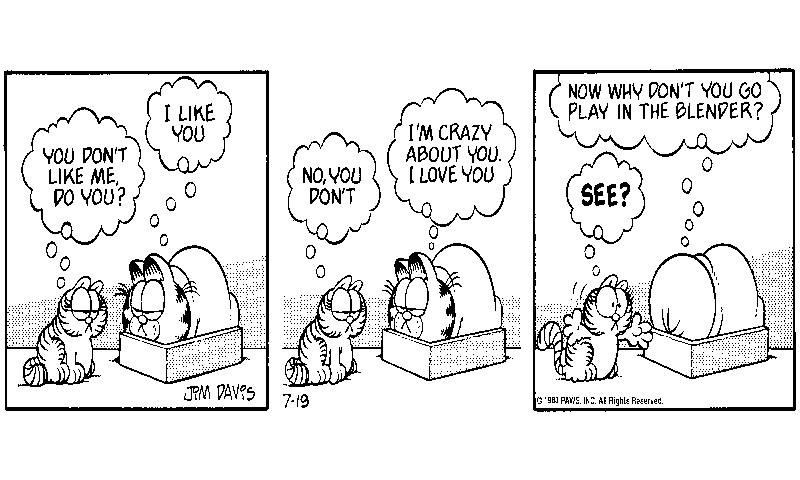 YOU DON'T
LIKE ME,
DO YOU?
I LIKE
YOU
JIM DAVIS
NO, YOU
DON'T
I'M CRAZY
ABOUT YOU.
I LOVE YOU
7-19
NOW WHY DON'T YOU GO
PLAY IN THE BLENDER?
SEE?
PAWS, INC. All Rights Reserved.